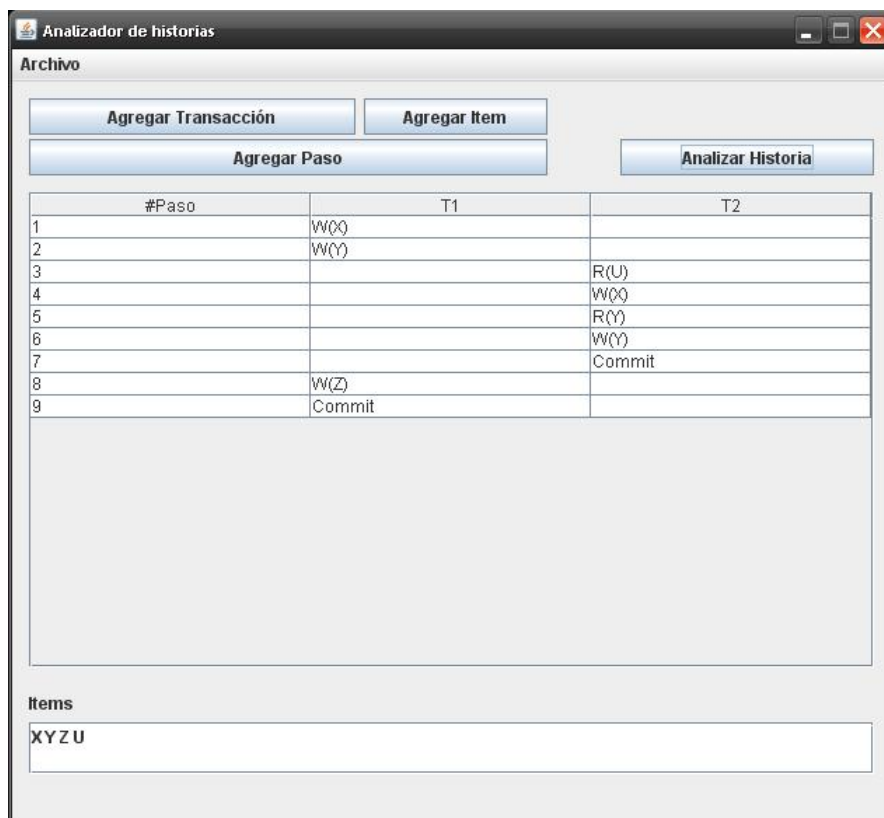 Analizador de historias
Archivo
Agregar Transacción Agregar Item
Agregar Paso Analizar Historia
#Paso T1 T2
1 W(X)
2 W(Y)
3 R(U)
4 W(X)
5 R(Y)
6 W(Y)
7 Commit
8 W(Z)
9 Commit
Items
X Y Z U